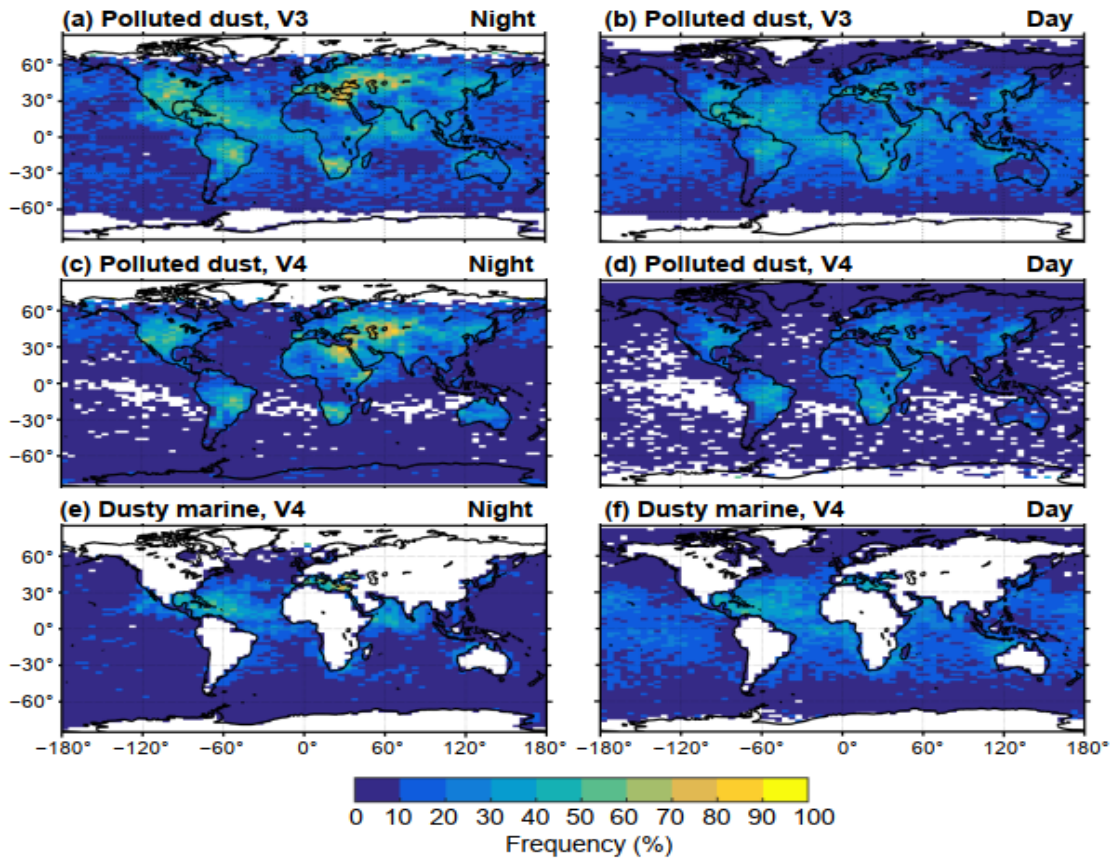 (a) Polluted dust, V3 Night
(b) Polluted dust, V3 Day
60°
30°
0°
−30°
−60°
(c) Polluted dust, V4 Night
(d) Polluted dust, V4 Day
60°
30°
0°
−30°
−60°
(e) Dusty marine, V4 Night
(f) Dusty marine, V4 Day
60°
30°
0°
−30°
−60°
−180° −120° −60° 0° 60° 120° 180°
−180° −120° −60° 0° 60° 120° 180°
0 10 20 30 40 50 60 70 80 90 100
Frequency (%)